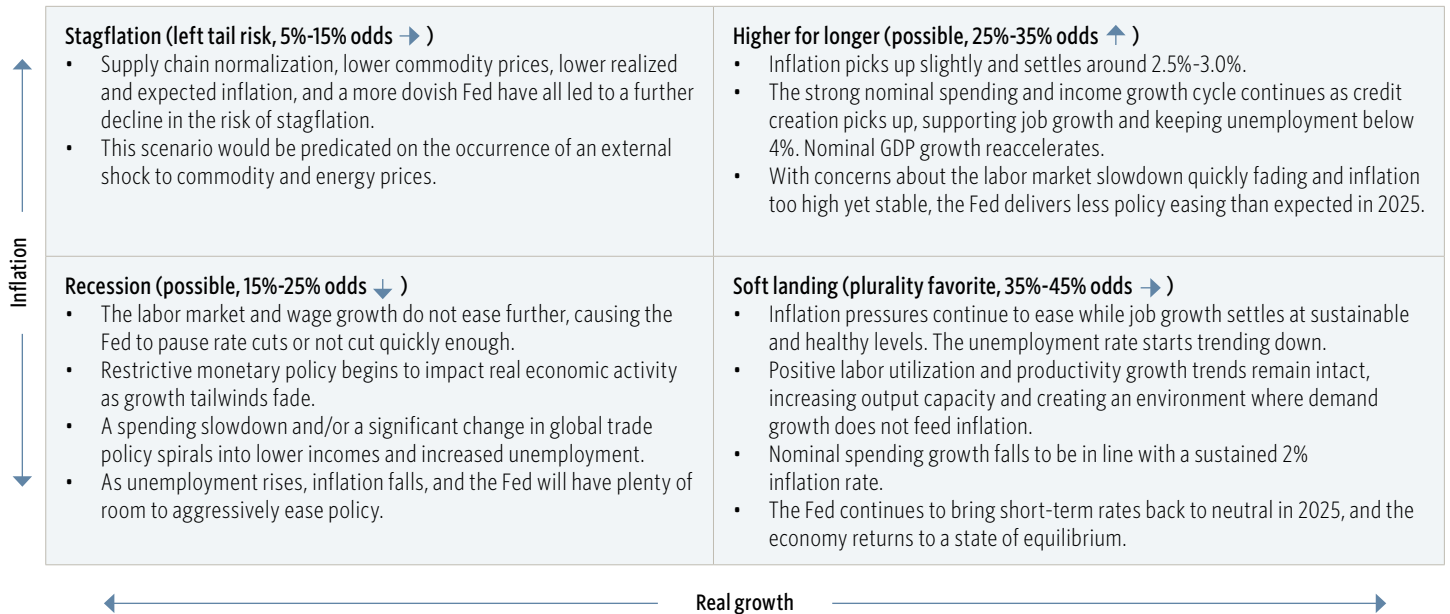 Stagflation (left tail risk, 5%-15% odds → )
• Supply chain normalization, lower commodity prices, lower realized
and expected inflation, and a more dovish Fed have all led to a further
decline in the risk of stagflation.
• This scenario would be predicated on the occurrence of an external
shock to commodity and energy prices.
Higher for longer (possible, 25%-35% odds ↑ )
• Inflation picks up slightly and settles around 2.5%-3.0%.
• The strong nominal spending and income growth cycle continues as credit
creation picks up, supporting job growth and keeping unemployment below
4%. Nominal GDP growth reaccelerates.
• With concerns about the labor market slowdown quickly fading and inflation
too high yet stable, the Fed delivers less policy easing than expected in 2025.
Inflation
Recession (possible, 15%-25% odds ↓ )
• The labor market and wage growth do not ease further, causing the
Fed to pause rate cuts or not cut quickly enough.
• Restrictive monetary policy begins to impact real economic activity
as growth tailwinds fade.
• A spending slowdown and/or a significant change in global trade
policy spirals into lower incomes and increased unemployment.
• As unemployment rises, inflation falls, and the Fed will have plenty of
room to aggressively ease policy.
Soft landing (plurality favorite, 35%-45% odds → )
• Inflation pressures continue to ease while job growth settles at sustainable
and healthy levels. The unemployment rate starts trending down.
• Positive labor utilization and productivity growth trends remain intact,
increasing output capacity and creating an environment where demand
growth does not feed inflation.
• Nominal spending growth falls to be in line with a sustained 2%
inflation rate.
• The Fed continues to bring short-term rates back to neutral in 2025, and the
economy returns to a state of equilibrium.
Real growth